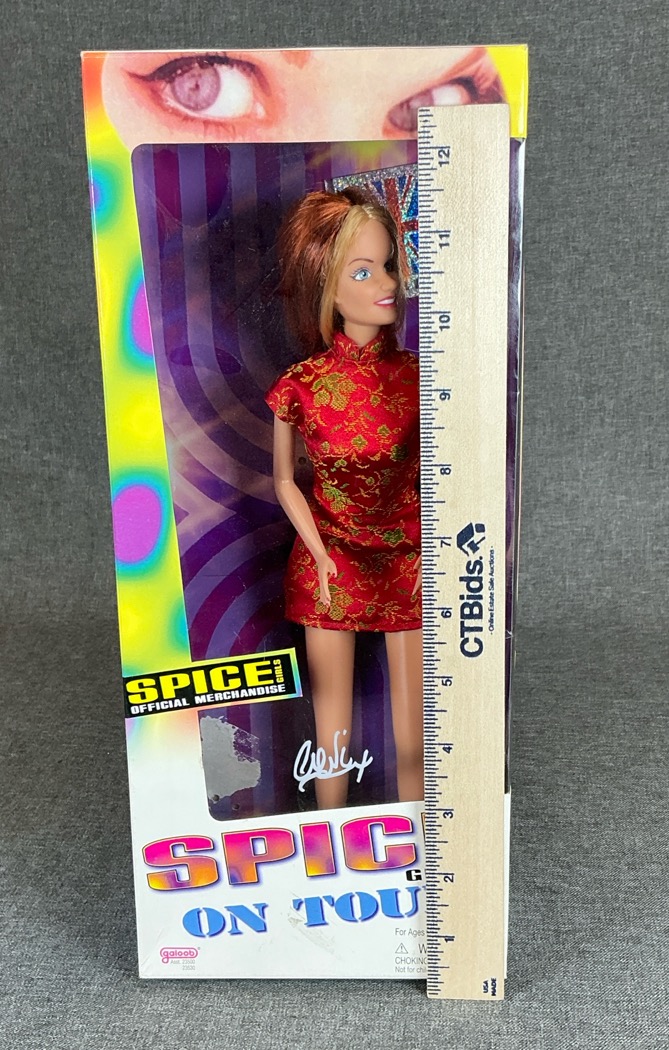 SPICE
GIRLS
OFFICIAL MERCHANDISE
SPIC
G
ON TOU
galoob®
For Ages
W
CHOKING
Not for chi
12
11
10
9
8
7
6
5
4
3
2
1
CTBids.
- Online Estate Sale Auctions -
USA
MADE